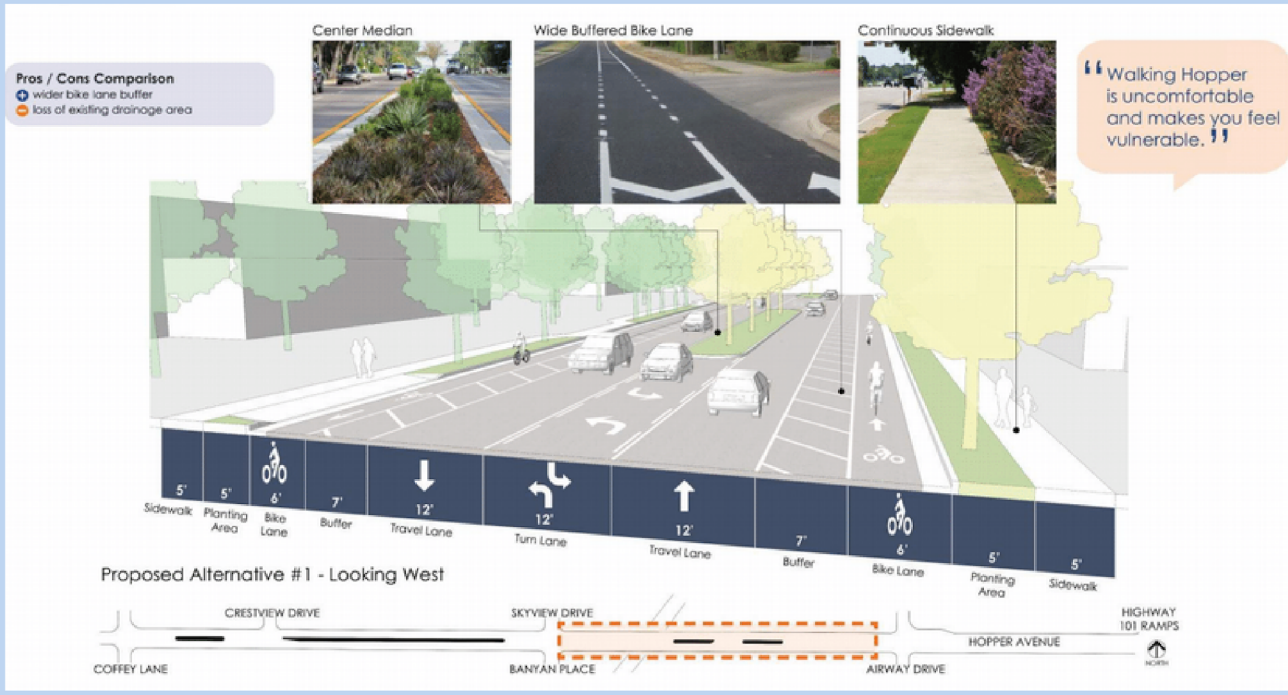 Center Median
Wide Buffered Bike Lane
Continuous Sidewalk
Pros / Cons Comparison
+ wider bike lane buffer
- loss of existing drainage area
“ Walking Hopper
is uncomfortable
and makes you feel
vulnerable. ”
5'
Sidewalk
5'
Planting
Area
6'
Bike
Lane
7'
Buffer
12'
Travel Lane
12'
Turn Lane
12'
Travel Lane
7'
Buffer
6'
Bike Lane
5'
Planting
Area
5'
Sidewalk
Proposed Alternative #1 - Looking West
CRESTVIEW DRIVE
SKYVIEW DRIVE
HIGHWAY
101 RAMPS
HOPPER AVENUE
NORTH
COFFEY LANE
BANYAN PLACE
AIRWAY DRIVE